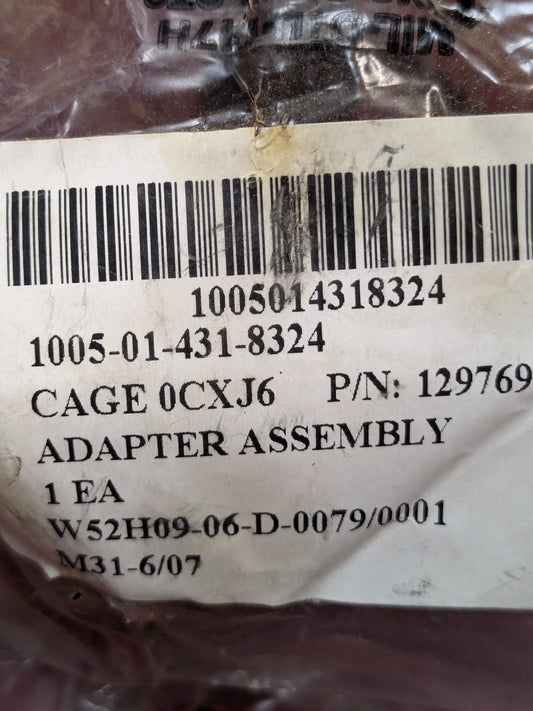 1005014318324
1005-01-431-8324
CAGE 0CXJ6 P/N: 129769
ADAPTER ASSEMBLY
1 EA
W52H09-06-D-0079/0001
M31-6/07